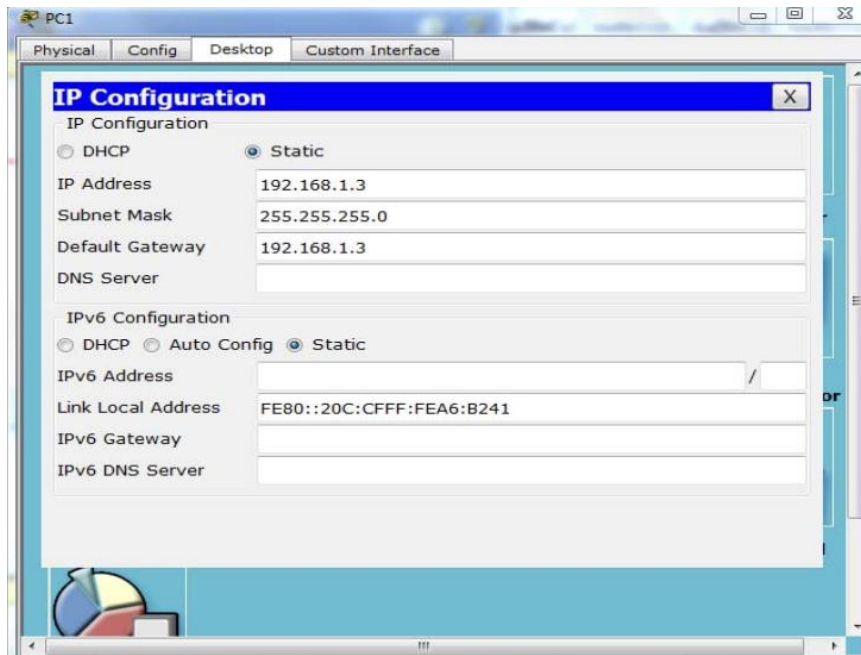 PC1
Physical Config Desktop Custom Interface
IP Configuration X
IP Configuration
DHCP Static
IP Address 192.168.1.3
Subnet Mask 255.255.255.0
Default Gateway 192.168.1.3
DNS Server
IPv6 Configuration
DHCP Auto Config Static
IPv6 Address /
Link Local Address FE80::20C:CFFF:FEA6:B241
IPv6 Gateway
IPv6 DNS Server
or